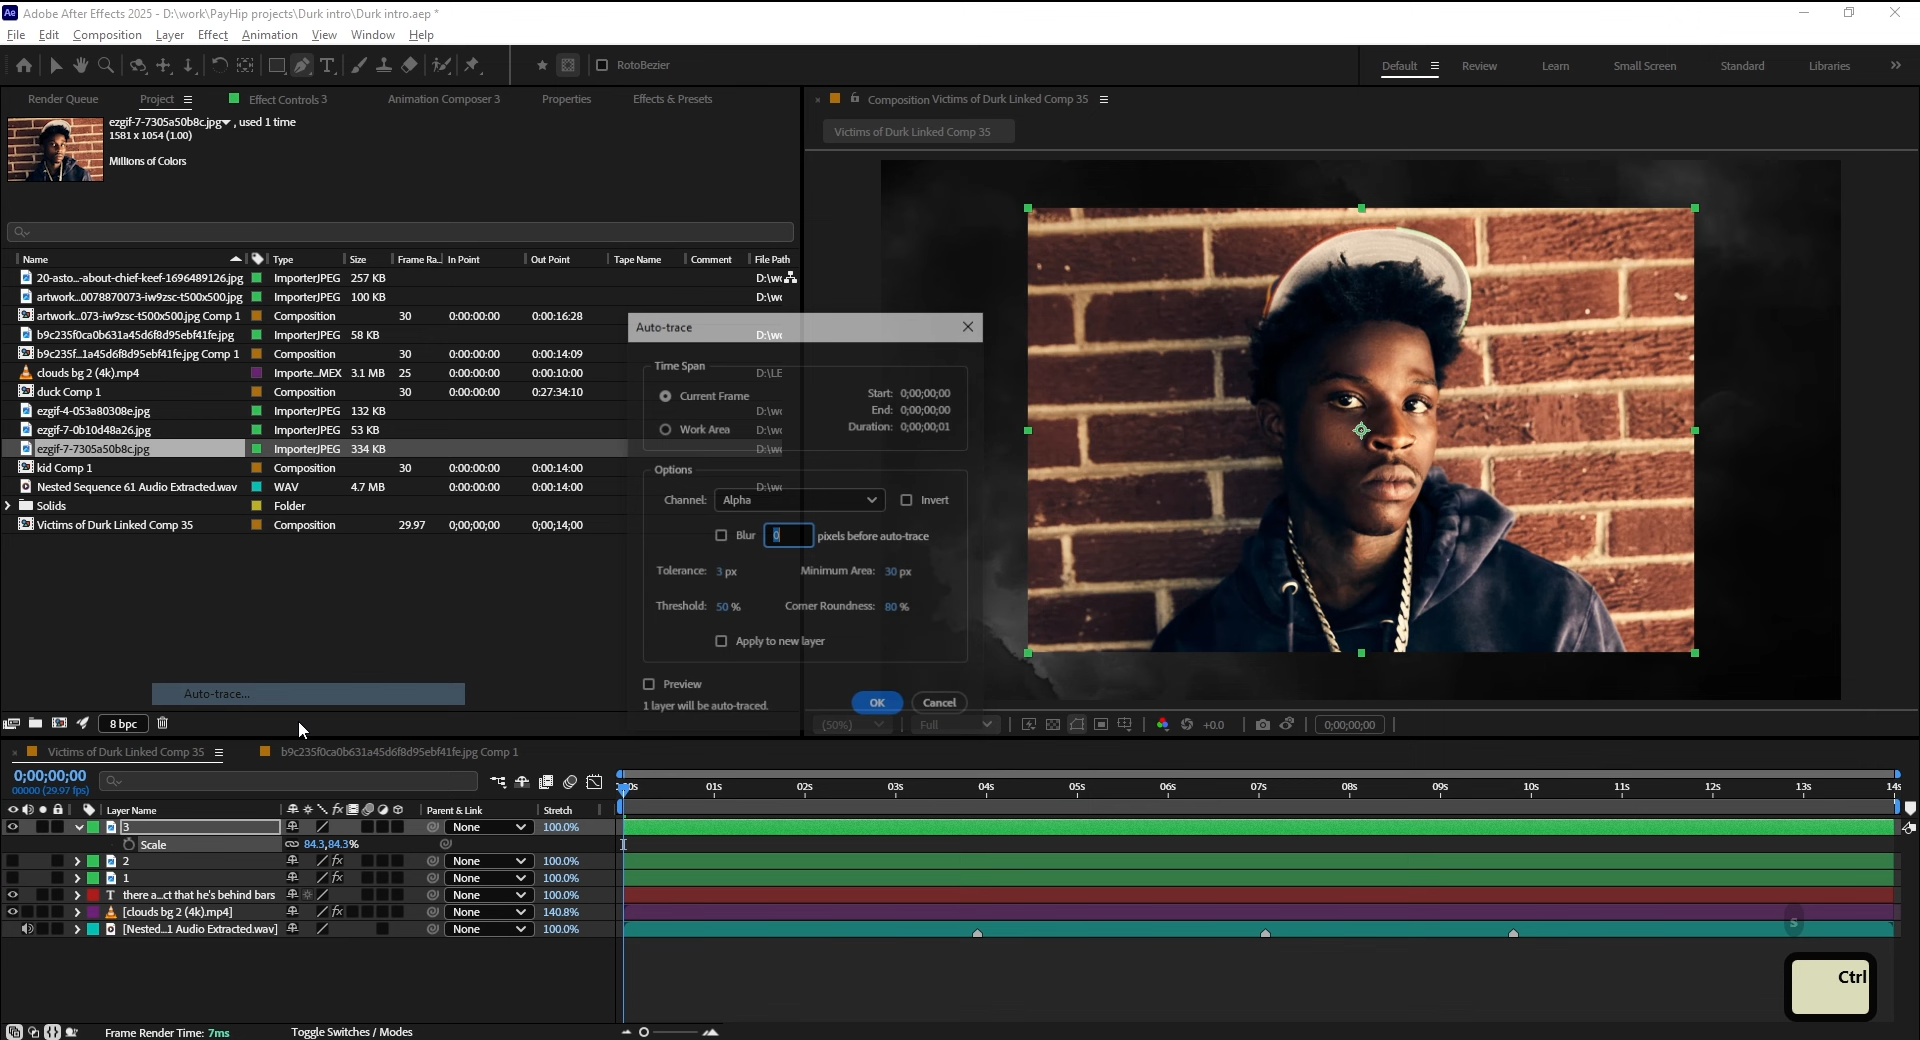 Ae Adobe After Effects 2025 - D:\work\PayHip projects\Durk intro\Durk intro.aep *
File Edit Composition Layer Effect Animation View Window Help
RotoBezier
Default Review Learn Small Screen Standard Libraries
Render Queue Project Effect Controls 3 Animation Composer 3 Properties Effects & Presets
Composition Victims of Durk Linked Comp 35
Victims of Durk Linked Comp 35
ezgif-7-7305a50b8c.jpg , used 1 time
1581 x 1054 (1.00)
Millions of Colors
Name Type Size Frame Ra.. In Point Out Point Tape Name Comment File Path
20-asto...-about-chief-keef-1696489126.jpg ImporterJPEG 257 KB D:\wo
artwork...0078870073-iw9zsc-t500x500.jpg ImporterJPEG 100 KB D:\wo
artwork...073-iw9zsc-t500x500.jpg Comp 1 Composition 30 0:00:00:00 0:00:16:28
b9c235f0ca0b631a45d6f8d95ebf41fe.jpg ImporterJPEG 58 KB D:\wo
b9c235f...1a45d6f8d95ebf41fe.jpg Comp 1 Composition 30 0:00:00:00 0:00:14:09
clouds bg 2 (4k).mp4 Importe...MEX 3.1 MB 25 0:00:00:00 0:00:10:00 D:\LE
duck Comp 1 Composition 30 0:00:00:00 0:27:34:10
ezgif-4-053a80308e.jpg ImporterJPEG 132 KB D:\wo
ezgif-7-0b10d48a26.jpg ImporterJPEG 53 KB D:\wo
ezgif-7-7305a50b8c.jpg ImporterJPEG 334 KB D:\wo
kid Comp 1 Composition 30 0:00:00:00 0:00:14:00
Nested Sequence 61 Audio Extracted.wav WAV 4.7 MB 0:00:00:00 0:00:14:00 D:\wo
Solids Folder
Victims of Durk Linked Comp 35 Composition 29.97 0;00;00;00 0;00;14;00
Auto-trace
Time Span
Current Frame Start: 0;00;00;00
End: 0;00;00;00
Work Area Duration: 0;00;00;01
Options
Channel: Alpha Invert
Blur 0 pixels before auto-trace
Tolerance: 3 px Minimum Area: 30 px
Threshold: 50 % Corner Roundness: 80 %
Apply to new layer
Preview
1 layer will be auto-traced.
OK Cancel
Auto-trace...
8 bpc
(50%) Full +0.0 0;00;00;00
Victims of Durk Linked Comp 35 b9c235f0ca0b631a45d6f8d95ebf41fe.jpg Comp 1
0;00;00;00
00000 (29.97 fps)
01s 02s 03s 04s 05s 06s 07s 08s 09s 10s 11s 12s 13s 14s
Layer Name fx Parent & Link Stretch
3 None 100.0%
Scale 84.3,84.3%
2 fx None 100.0%
1 fx None 100.0%
T there a...ct that he's behind bars None 100.0%
[clouds bg 2 (4k).mp4] fx None 140.8%
[Nested...1 Audio Extracted.wav] None 100.0%
S
Ctrl
Frame Render Time: 7ms Toggle Switches / Modes